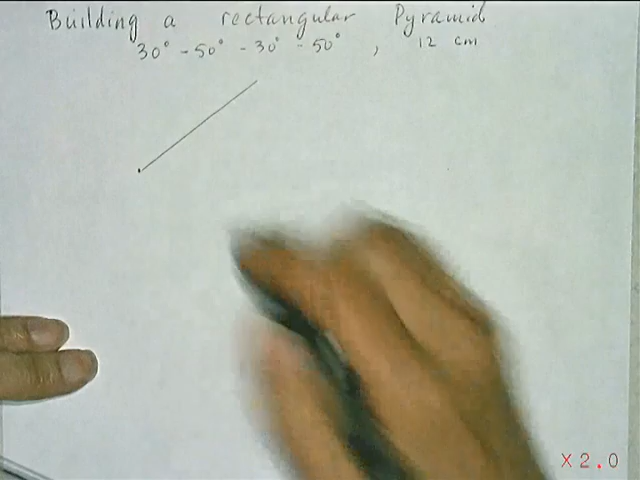 Building a rectangular Pyramid
30° - 50° - 30° - 50° , 12 cm
X 2.0